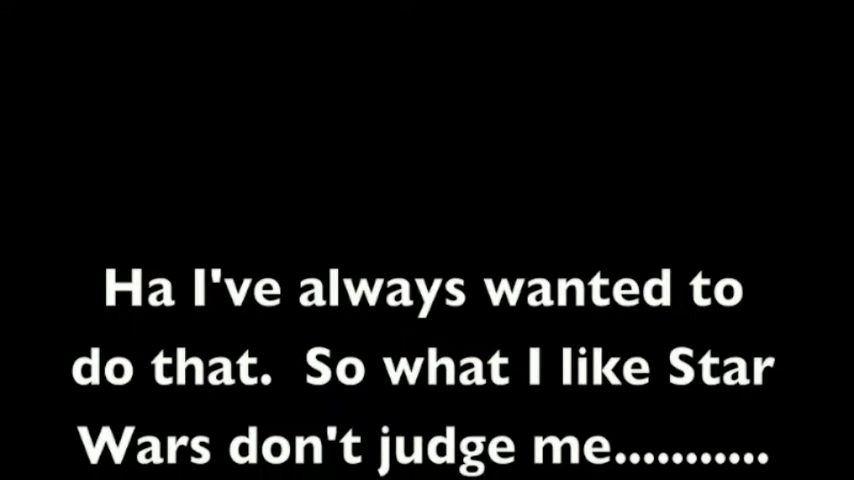 Ha I've always wanted to
do that.  So what I like Star
Wars don't judge me...........